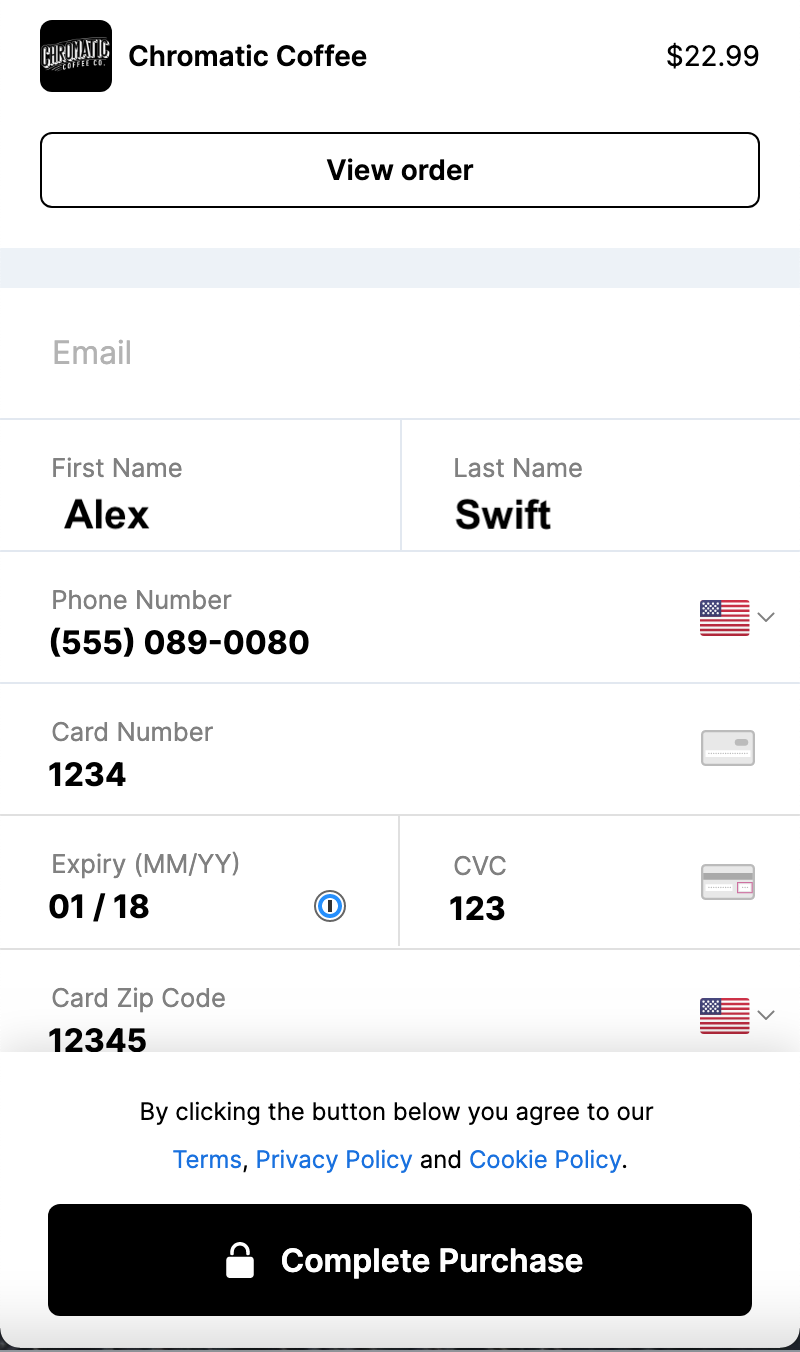 CHROMATIC
COFFEE CO.
Chromatic Coffee $22.99
View order
Email
First Name Last Name
Alex Swift
Phone Number
(555) 089-0080
Card Number
1234
Expiry (MM/YY) CVC
01 / 18 123
Card Zip Code
12345
By clicking the button below you agree to our
Terms, Privacy Policy and Cookie Policy.
Complete Purchase